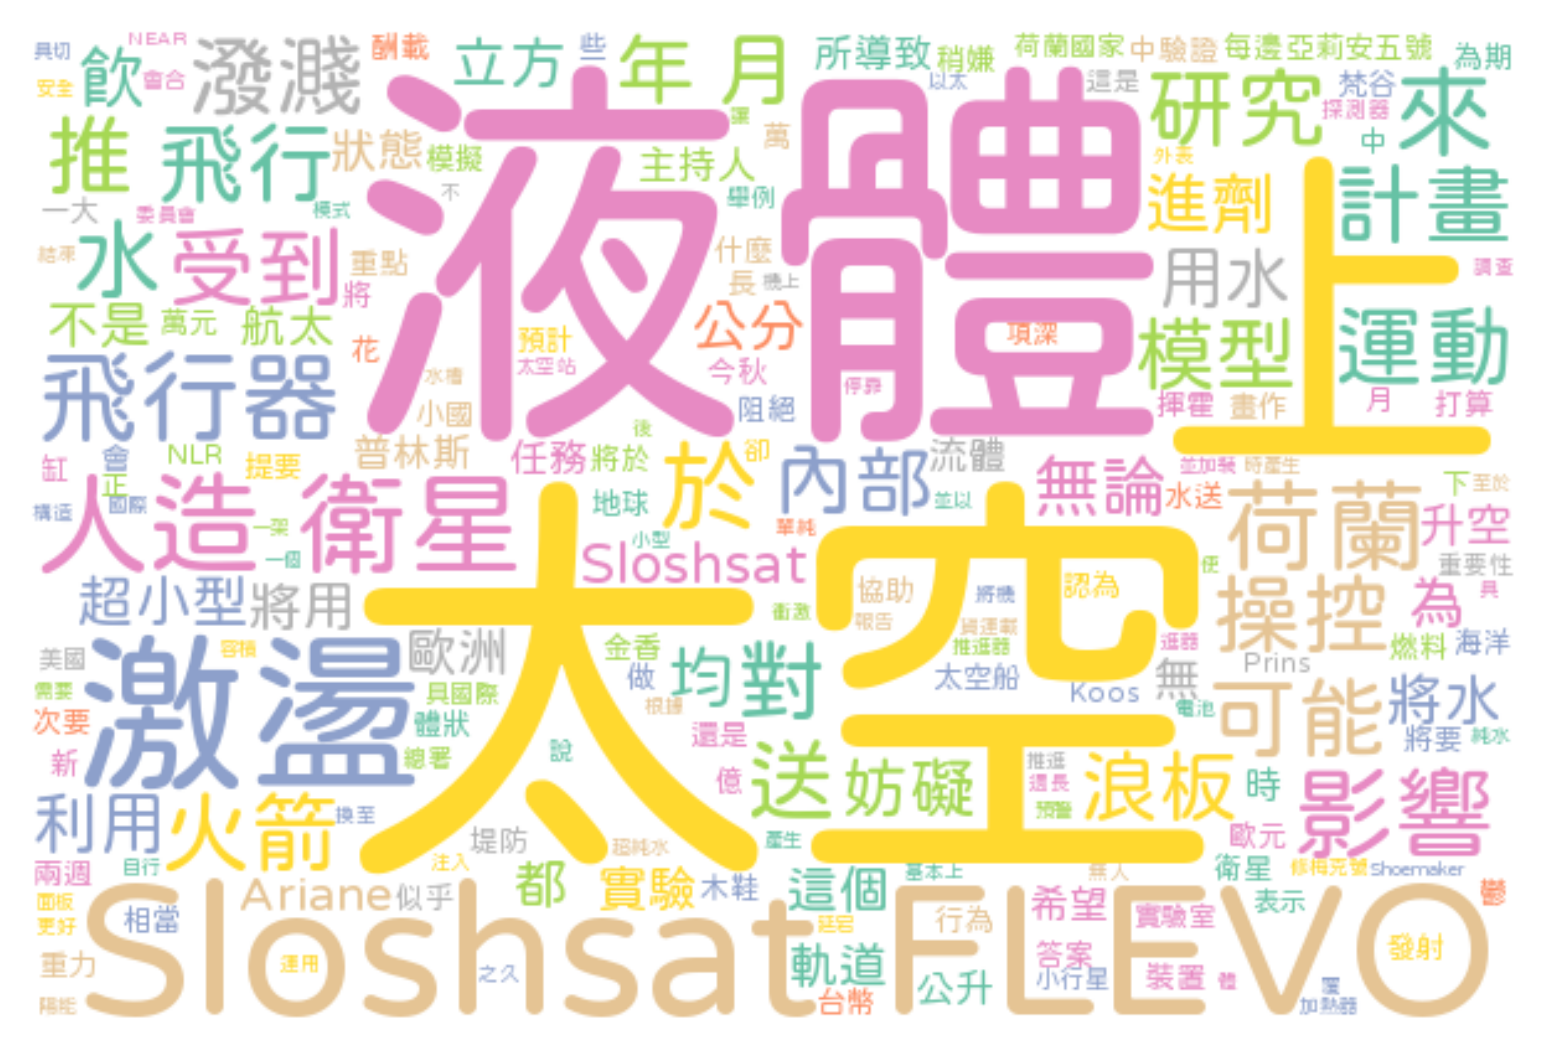 具切 NEAR 會合 安全 飲 潑濺 酬載 立方 些 年 月 所導致 稍嫌 荷蘭國家 中 驗證 每邊 亞莉安五號 為期
以太 這是 梵谷 探測器 研究 來 中
推 飛行 狀態 模擬 液體 讓 萬 主持人 外表 上
一大 委員會 模式 不 舉例 進劑 計畫
結凍 水 受到 重點 將 什麼 長 機上 用水 調查
不是 萬元 航太 花 預計 太空站 公分 今秋 項深 模型 運動
飛行器 水槽 小國 阻絕 停靠 揮霍 畫作 月 打算
缸 會 正 NLR 提要 普林斯 任務 將於 後 於 卻 內部 流體 無論 並加裝 時產生 水送 下 至於
構造 國際 人造衛星 一架 一個 地球 小型 單純 並以 荷蘭 升空
Sloshsat 太空 重要性
超小型 將用 衝激 協助 報告 將機 認為 便 操控 為 具
美國 激盪 容積 歐洲 金香 推進器 燃料 海洋
需要 具國際 做 根據 均 對 太空船 Koos 無 電池 Prins 可能 將水
次要 體狀 總署 說 還是 將要 純水
新 億 送 妨礙 推進 週長 預警 浪板 時 影響
利用 火箭 換至 堤防 超純水 產生 歐元
兩週 目行 注入 基本上 無人 衛星 修梅克號 Shoemaker
面板 更好 相當 Ariane 似乎 都 實驗 木鞋 這個 延宕 行為 希望 實驗室 表示 鬱
Sloshsat FLEVO
重力 運用 之久 軌道 答案 發射
陽能 台幣 公升 小行星 裝置 體 覆 加熱器